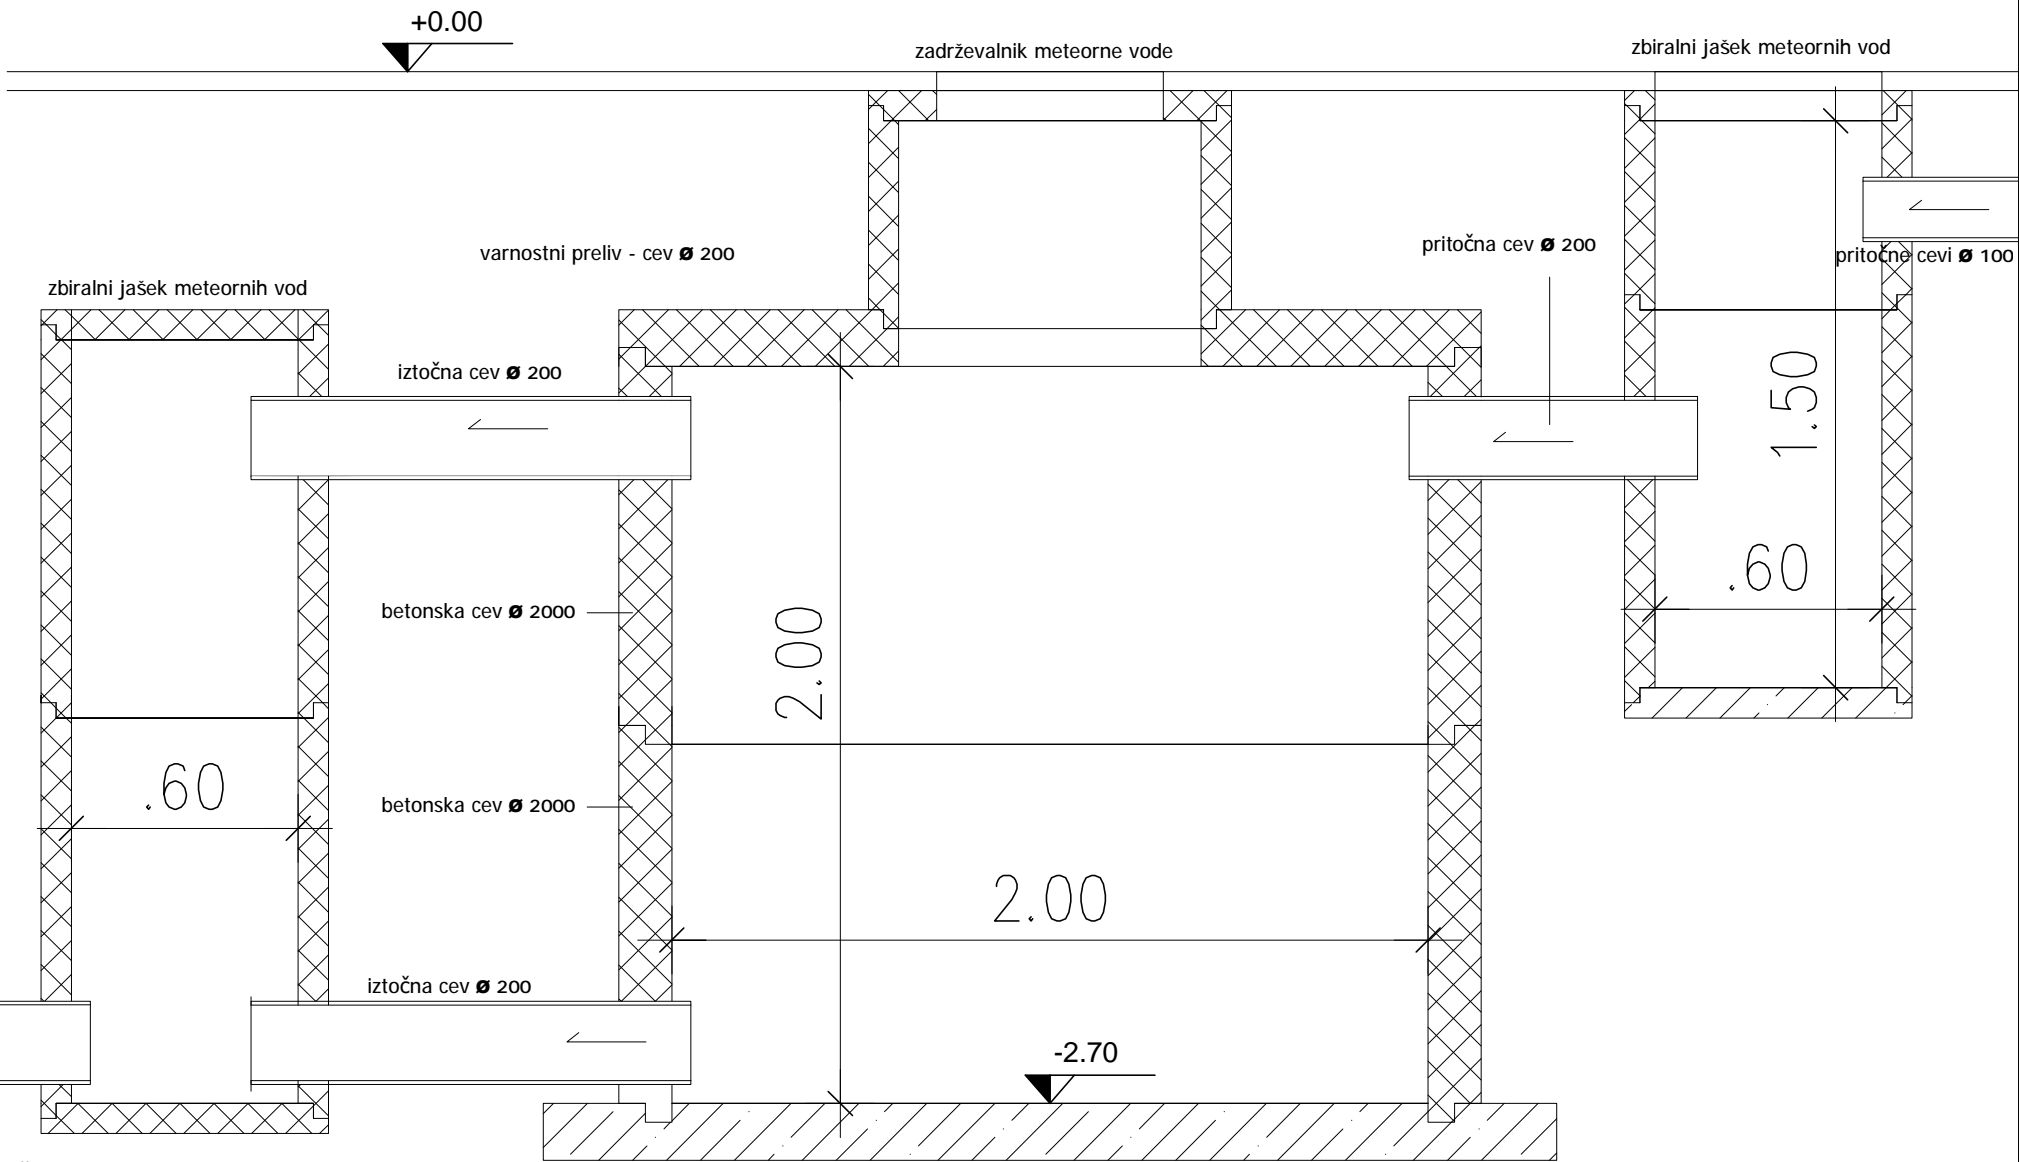 +0.00
zadrževalnik meteorne vode
zbiralni jašek meteornih vod
varnostni preliv - cev Ø 200
pritočna cev Ø 200
pritočne cevi Ø 100
zbiralni jašek meteornih vod
iztočna cev Ø 200
1.50
.60
betonska cev Ø 2000
2.00
.60
betonska cev Ø 2000
2.00
iztočna cev Ø 200
-2.70